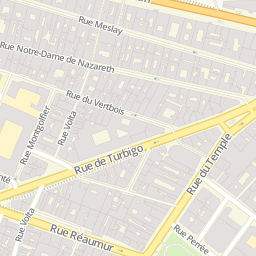 Rue Meslay
Rue Notre-Dame de Nazareth
Rue du Vertbois
Rue Montgolfier
Rue Volta
Rue de Turbigo
Rue du Temple
Rue Volta
Rue Réaumur
Rue Perrée